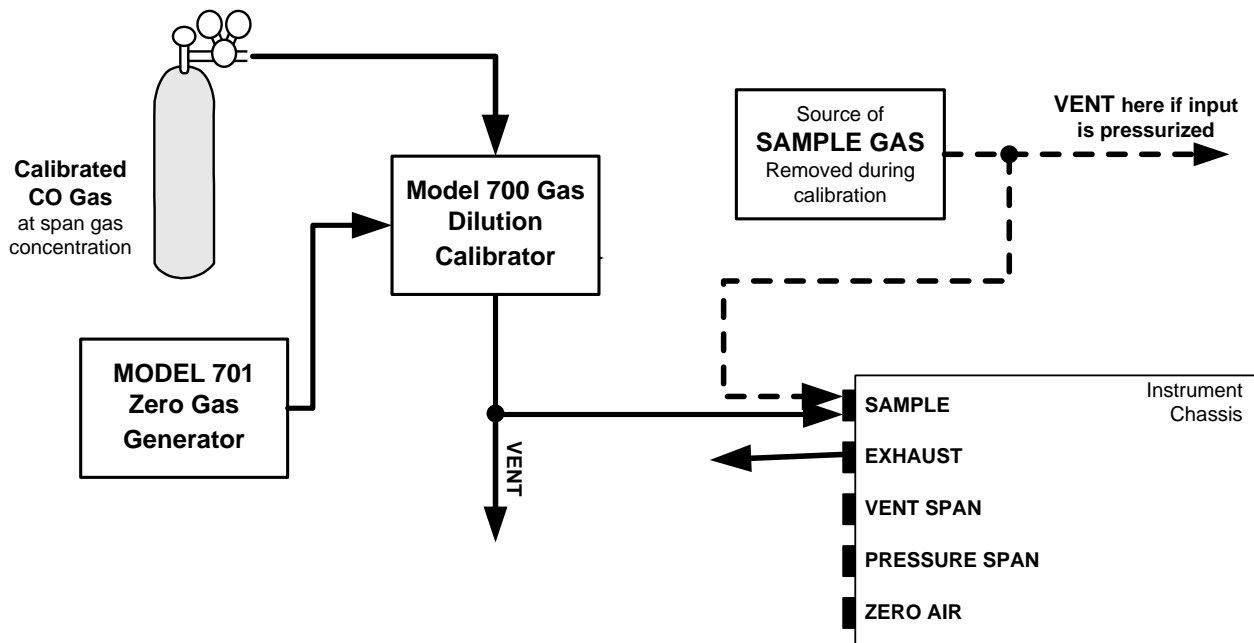 Calibrated
CO Gas
at span gas
concentration
Model 700 Gas
Dilution
Calibrator
MODEL 701
Zero Gas
Generator
VENT
Source of
SAMPLE GAS
Removed during
calibration
VENT here if input
is pressurized
Instrument
Chassis
SAMPLE
EXHAUST
VENT SPAN
PRESSURE SPAN
ZERO AIR